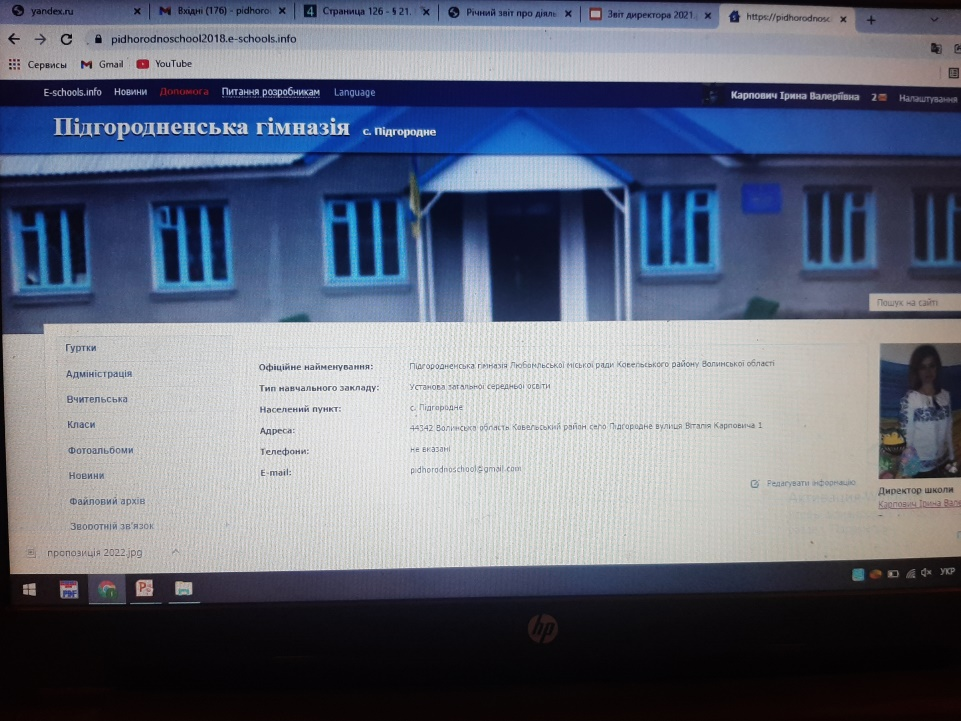 yandex.ru
Вхідні (176) - pidhoro
Страница 126 - § 21.
Річний звіт про діяль
Звіт директора 2021.
https://pidhorodnosc
pidhorodnoschool2018.e-schools.info
Сервисы
Gmail
YouTube
E-schools.info Новини Допомога Питання розробникам Language
Карпович Ірина Валеріївна 2
Налаштування
Підгородненська гімназія с. Підгородне
Пошук на сайті
Гуртки
Адміністрація
Вчительська
Класи
Фотоальбоми
Новини
Файловий архів
Зворотній зв'язок
Офіційне найменування: Підгородненська гімназія Любомльської міської ради Ковельського району Волинської області
Тип навчального закладу: Установа загальної середньої освіти
Населений пункт: с. Підгородне
Адреса: 44342 Волинська область Ковельський район село Підгородне вулиця Віталія Карповича 1
Телефони: не вказані
E-mail: pidhorodnoschool@gmail.com
Редагувати інформацію
Директор школи
Карпович Ірина Вале
пропозиція 2022.jpg
PDF
УКР
hp